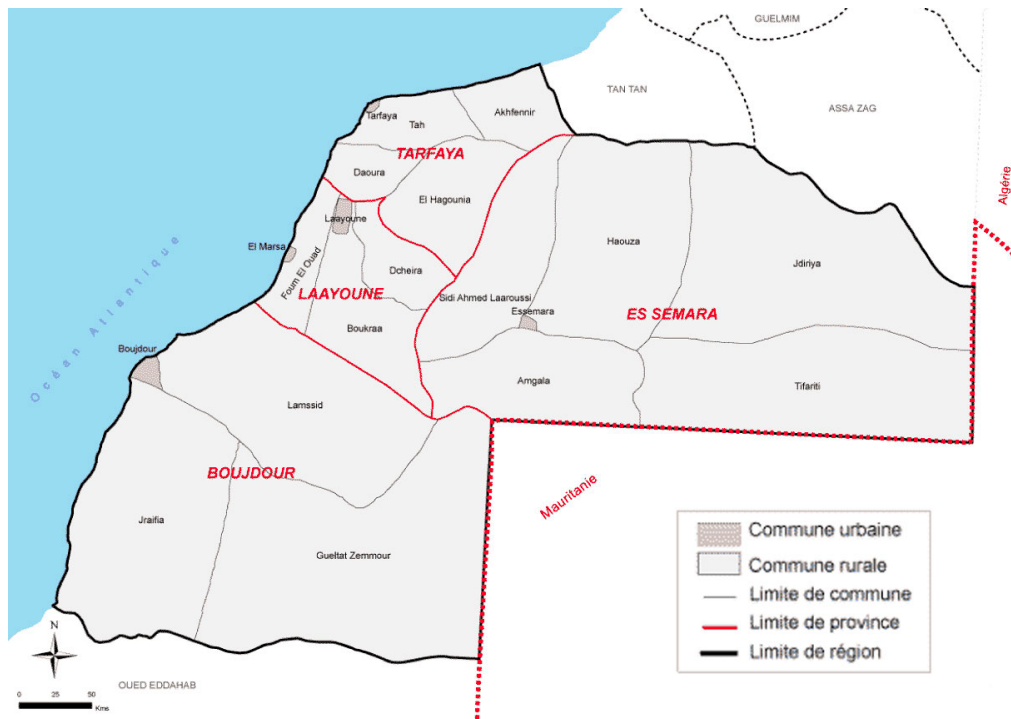 GUELMIM
TAN TAN
ASSA ZAG
Akhfennir
Tarfaya
Tah
TARFAYA
Daoura
El Hagounia
Algérie
Laayoune
Haouza
El Marsa
Jdiriya
Foum El Ouad
Dcheira
LAAYOUNE
Sidi Ahmed Laaroussi
Essemara
ES SEMARA
Boukraa
Océan Atlantique
Boujdour
Amgala
Tifariti
Lamssid
BOUJDOUR
Mauritanie
Jraifia
Gueltat Zemmour
Commune urbaine
Commune rurale
Limite de commune
Limite de province
Limite de région
N
OUED EDDAHAB
0 25 50
Kms